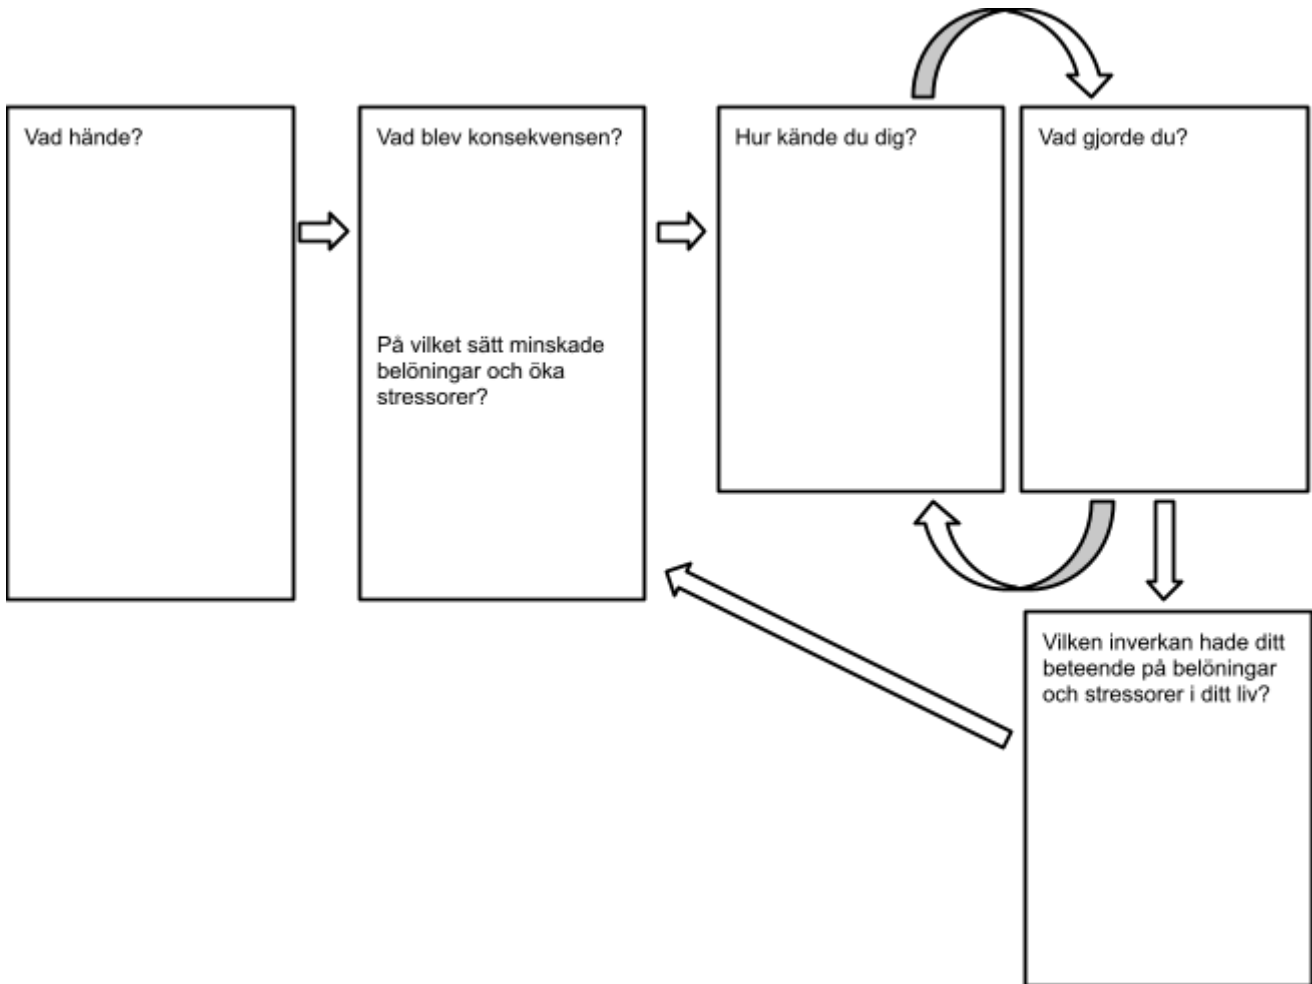 Vad hände?
Vad blev konsekvensen?
På vilket sätt minskade
belöningar och öka
stressorer?
Hur kände du dig?
Vad gjorde du?
Vilken inverkan hade ditt
beteende på belöningar
och stressorer i ditt liv?